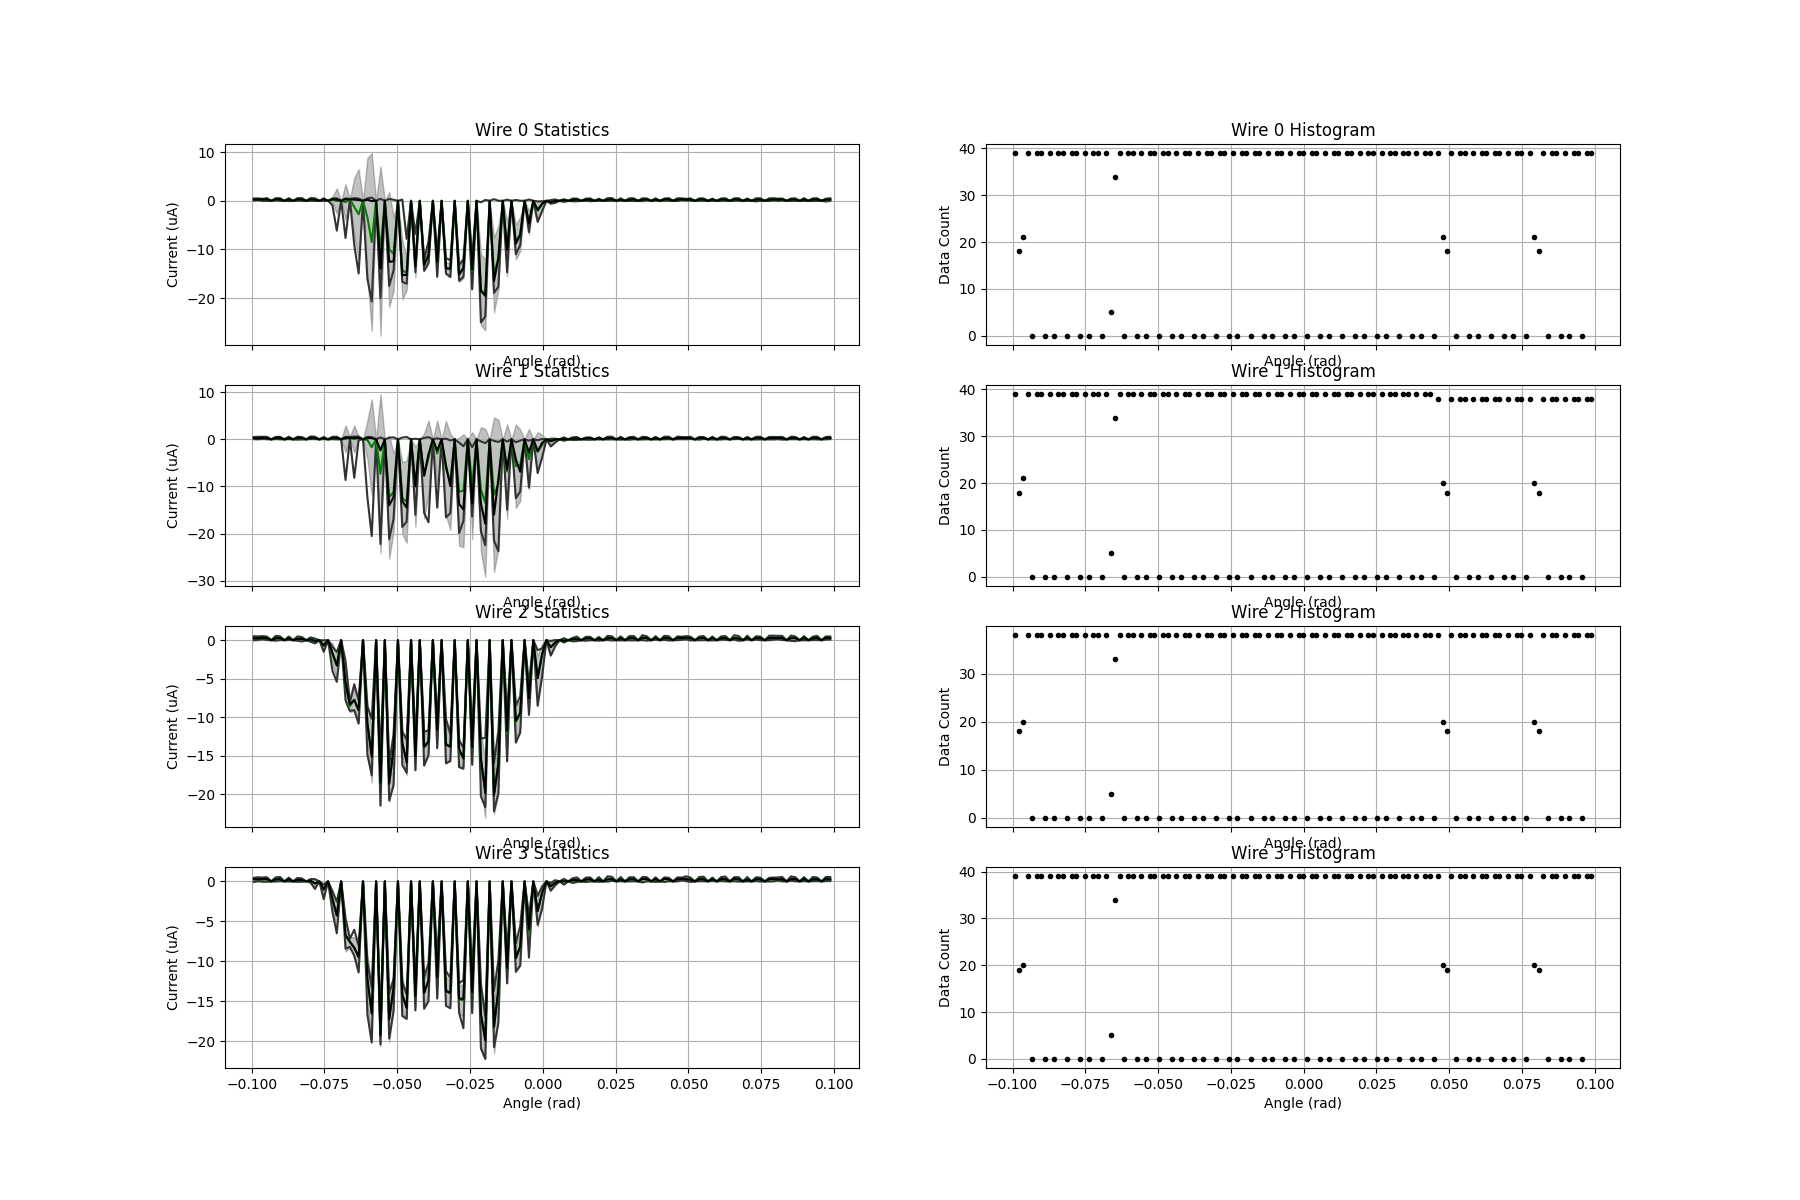 Wire 0 Statistics
10
0
−10
−20
Current (uA)
Angle (rad)
Wire 0 Histogram
40
30
20
10
0
Data Count
Angle (rad)
Wire 1 Statistics
10
0
−10
−20
−30
Current (uA)
Angle (rad)
Wire 1 Histogram
40
30
20
10
0
Data Count
Angle (rad)
Wire 2 Statistics
0
−5
−10
−15
−20
Current (uA)
Angle (rad)
Wire 2 Histogram
30
20
10
0
Data Count
Angle (rad)
Wire 3 Statistics
0
−5
−10
−15
−20
Current (uA)
−0.100 −0.075 −0.050 −0.025 0.000 0.025 0.050 0.075 0.100
Angle (rad)
Wire 3 Histogram
40
30
20
10
0
Data Count
−0.100 −0.075 −0.050 −0.025 0.000 0.025 0.050 0.075 0.100
Angle (rad)